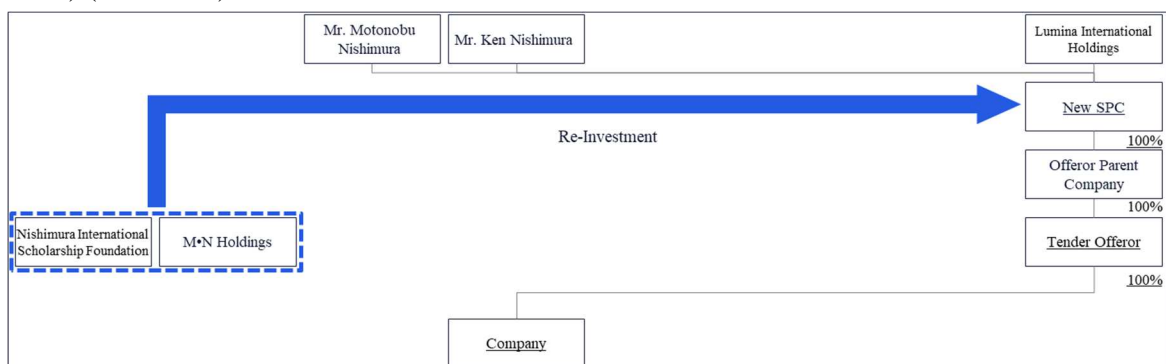 Mr. Motonobu
Nishimura
Mr. Ken Nishimura
Lumina International
Holdings
New SPC
Re-Investment
100%
Offeror Parent
Company
100%
Nishimura International
Scholarship Foundation
M•N Holdings
Tender Offeror
100%
Company